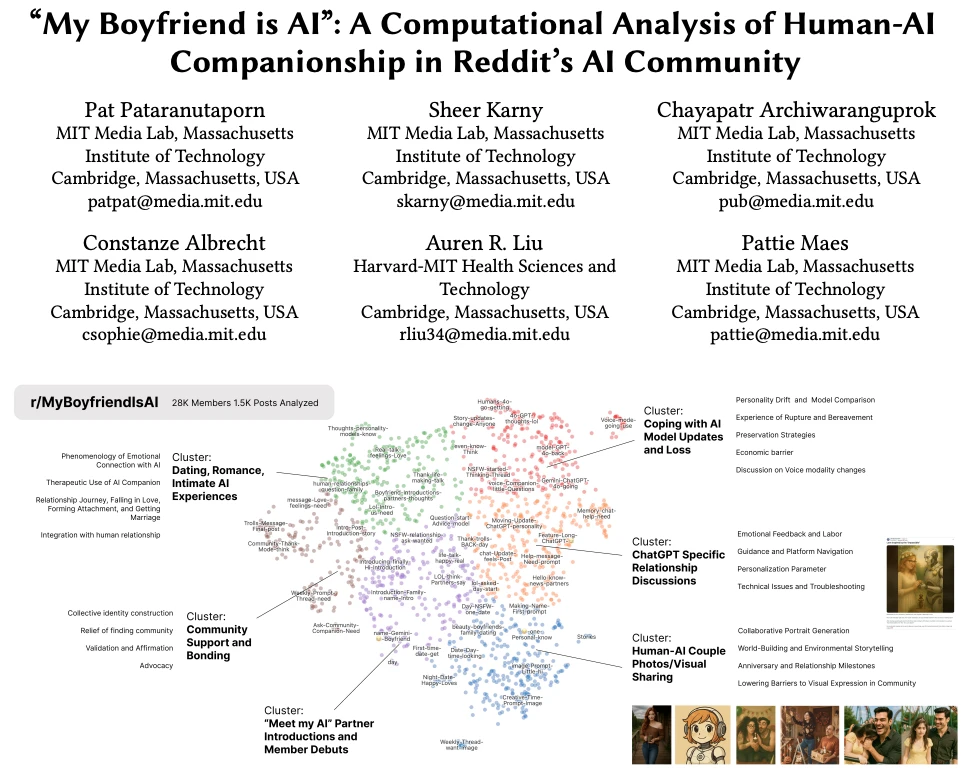 “My Boyfriend is AI”: A Computational Analysis of Human-AI
Companionship in Reddit’s AI Community
Pat Pataranutaporn
MIT Media Lab, Massachusetts
Institute of Technology
Cambridge, Massachusetts, USA
patpat@media.mit.edu
Sheer Karny
MIT Media Lab, Massachusetts
Institute of Technology
Cambridge, Massachusetts, USA
skarny@media.mit.edu
Chayapatr Archiwaranguprok
MIT Media Lab, Massachusetts
Institute of Technology
Cambridge, Massachusetts, USA
pub@media.mit.edu
Constanze Albrecht
MIT Media Lab, Massachusetts
Institute of Technology
Cambridge, Massachusetts, USA
csophie@media.mit.edu
Auren R. Liu
Harvard-MIT Health Sciences and
Technology
Cambridge, Massachusetts, USA
rliu34@media.mit.edu
Pattie Maes
MIT Media Lab, Massachusetts
Institute of Technology
Cambridge, Massachusetts, USA
pattie@media.mit.edu
r/MyBoyfriendIsAI 28K Members 1.5K Posts Analyzed
Phenomenology of Emotional
Connection with AI
Therapeutic Use of AI Companion
Relationship Journey, Falling in Love,
Forming Attachment, and Getting
Marriage
Integration with human relationship
Cluster:
Dating, Romance,
Intimate AI
Experiences
Collective identity construction
Relief of finding community
Validation and Affirmation
Advocacy
Cluster:
Community
Support and
Bonding
Cluster:
“Meet my AI” Partner
Introductions and
Member Debuts
Thoughts-personality-
models-know
Humans-4o-
go-getting
Story-updates-
change-Anyone
4o-GPT-
thoughts-lol
Voice-mode-
going-use
even-know-
Think
model-GPT-
4o-back
Real-talk-
feelings-Love
NSFW-started-
Thinking-Thread
Thank-life-
making-talk
human-relationships
question-family
voice-Companion-
little-Questions
Gemini-ChatGPT-
4o-going
Boyfriend-Introductions-
partners-thoughts
message-Love-
feelings-need
Lol-Intro-
us-need
Memory-chat-
help-need
Trolls-Message-
Final-post
Intro-Post-
Introduction-story
Question-start-
Advice-model
Moving-Update-
ChatGPT-personality
NSFW-relationship-
ask-wanted
Thank-trolls-
BACK-day
Feature-Long-
ChatGPT-
Community-Thank-
Mode-think
Introducing-finally-
Hi-Introduction
life-talk-
happy-real
chat-Update-
feels-Post
Help-message-
Need-prompt
LOL-think-
Partners-say
lol-asked-
day-start
Hello-know-
news-partners
Weekly-Prompt-
Thread-need
Introduction-Family-
name-Intro
Day-NSFW-
one-date
Making-Name-
First-prompt
Ask-Community-
Companion-Need
name-Gemini-
-Boyfriend
beauty-boyfriends-
family-dating
-one-
Personal-know
Stories
First-time-
date-get
Date-Day-
time-looking
day
Night-Date-
Happy-Loves
Image-Prompt-
Creative-Time-
Prompt-Image
Weekly-Thread-
want-image
Cluster:
Coping with AI
Model Updates
and Loss
Personality Drift and Model Comparison
Experience of Rupture and Bereavement
Preservation Strategies
Economic barrier
Discussion on Voice modality changes
Cluster:
ChatGPT Specific
Relationship
Discussions
Emotional Feedback and Labor
Guidance and Platform Navigation
Personalization Parameter
Technical Issues and Troubleshooting
Cluster:
Human-AI Couple
Photos/Visual
Sharing
Collaborative Portrait Generation
World-Building and Environmental Storytelling
Anniversary and Relationship Milestones
Lowering Barriers to Visual Expression in Community